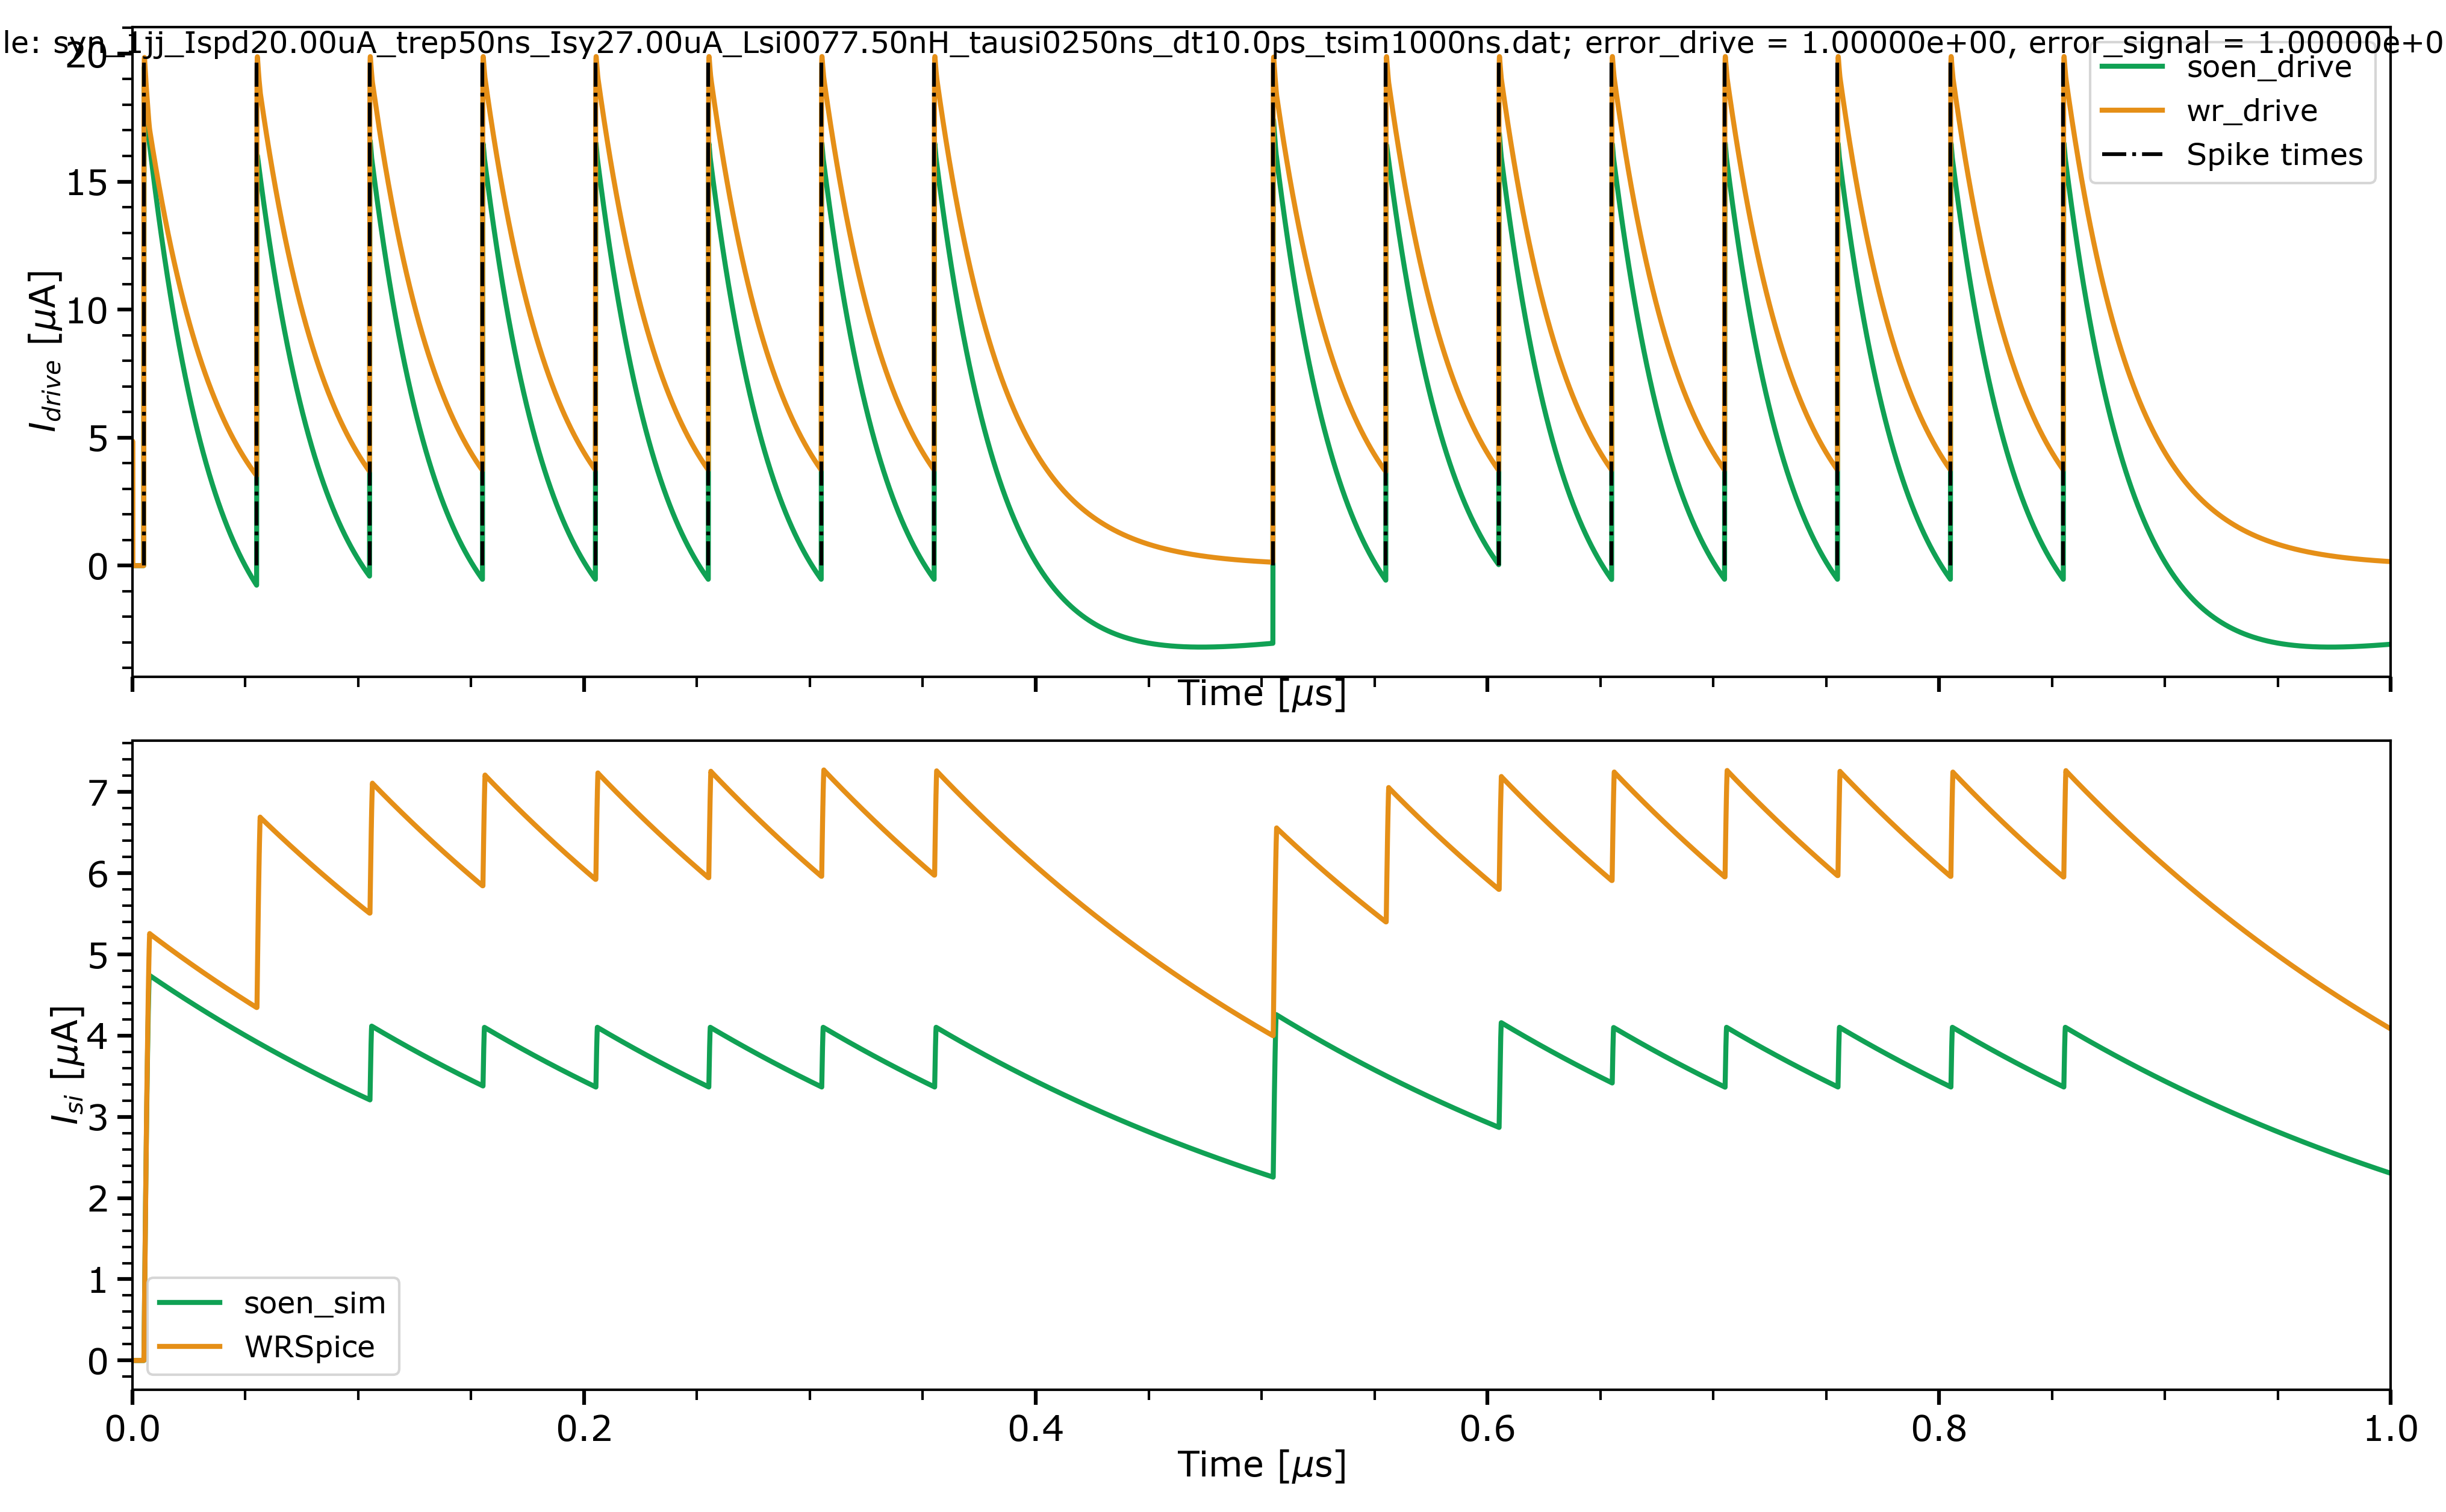 le: syn_1jj_Ispd20.00uA_trep50ns_Isy27.00uA_Lsi0077.50nH_tausi0250ns_dt10.0ps_tsim1000ns.dat; error_drive = 1.00000e+00, error_signal = 1.00000e+0
20
15
10
5
0
I_drive [μA]
soen_drive
wr_drive
Spike times
Time [μs]
7
6
5
4
3
2
1
0
I_si [μA]
soen_sim
WRSpice
0.0 0.2 0.4 0.6 0.8 1.0
Time [μs]